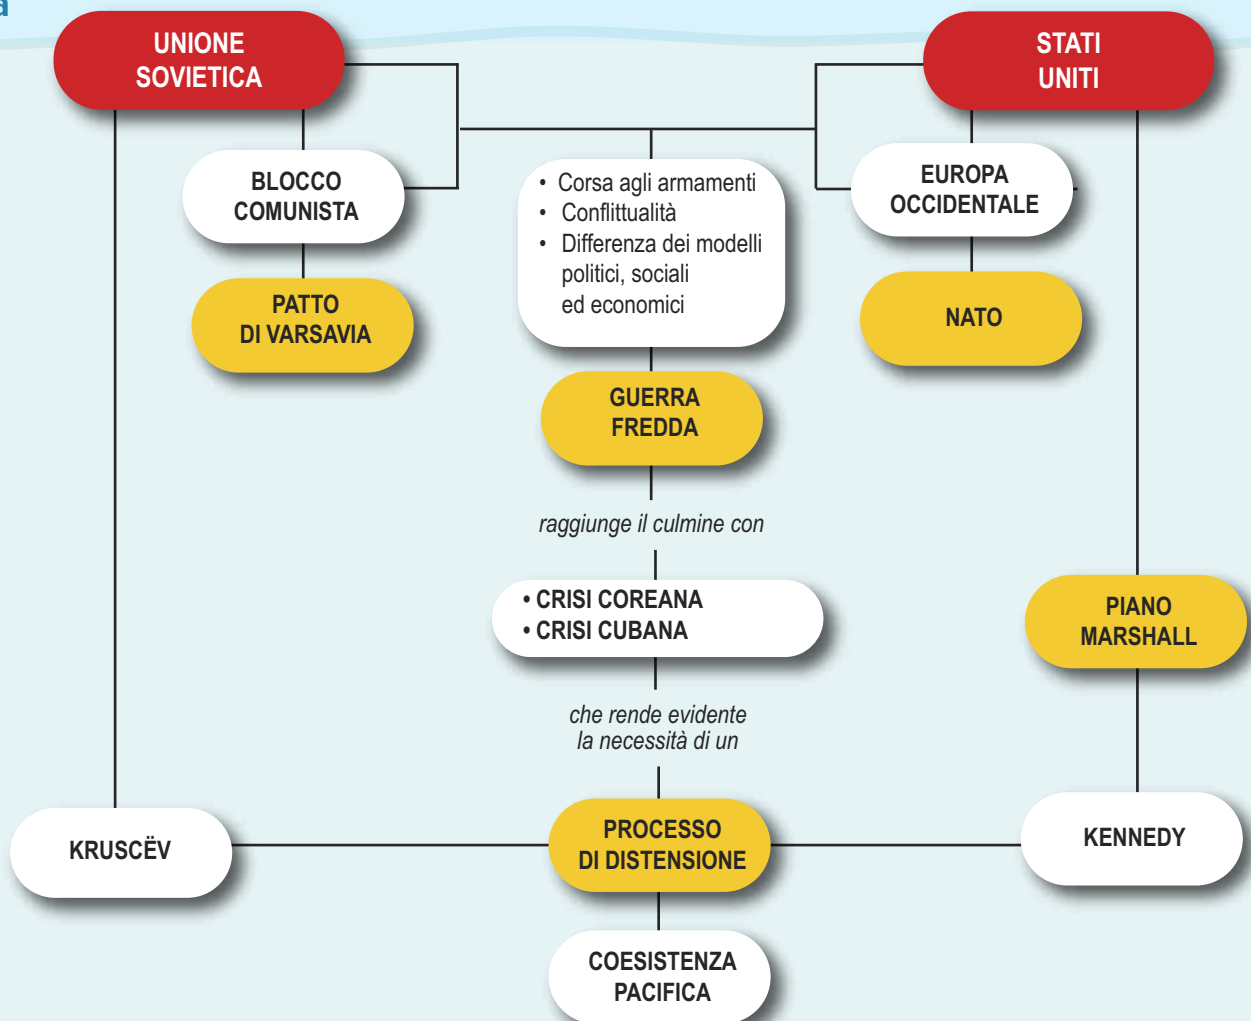 UNIONE
SOVIETICA
STATI
UNITI
BLOCCO
COMUNISTA
• Corsa agli armamenti
• Conflittualità
• Differenza dei modelli
politici, sociali
ed economici
EUROPA
OCCIDENTALE
PATTO
DI VARSAVIA
NATO
GUERRA
FREDDA
raggiunge il culmine con
• CRISI COREANA
• CRISI CUBANA
PIANO
MARSHALL
che rende evidente
la necessità di un
KRUSCËV
PROCESSO
DI DISTENSIONE
KENNEDY
COESISTENZA
PACIFICA